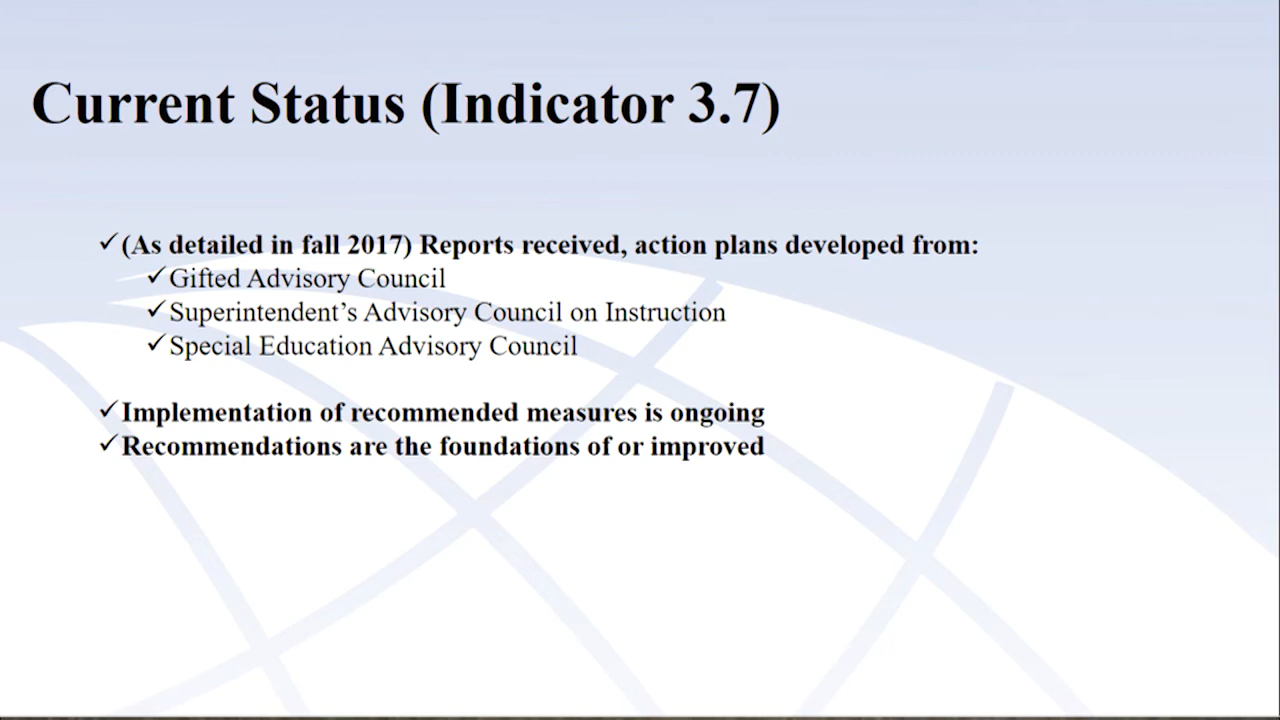 Current Status (Indicator 3.7)
✓(As detailed in fall 2017) Reports received, action plans developed from:
✓Gifted Advisory Council
✓Superintendent’s Advisory Council on Instruction
✓Special Education Advisory Council
✓Implementation of recommended measures is ongoing
✓Recommendations are the foundations of or improved